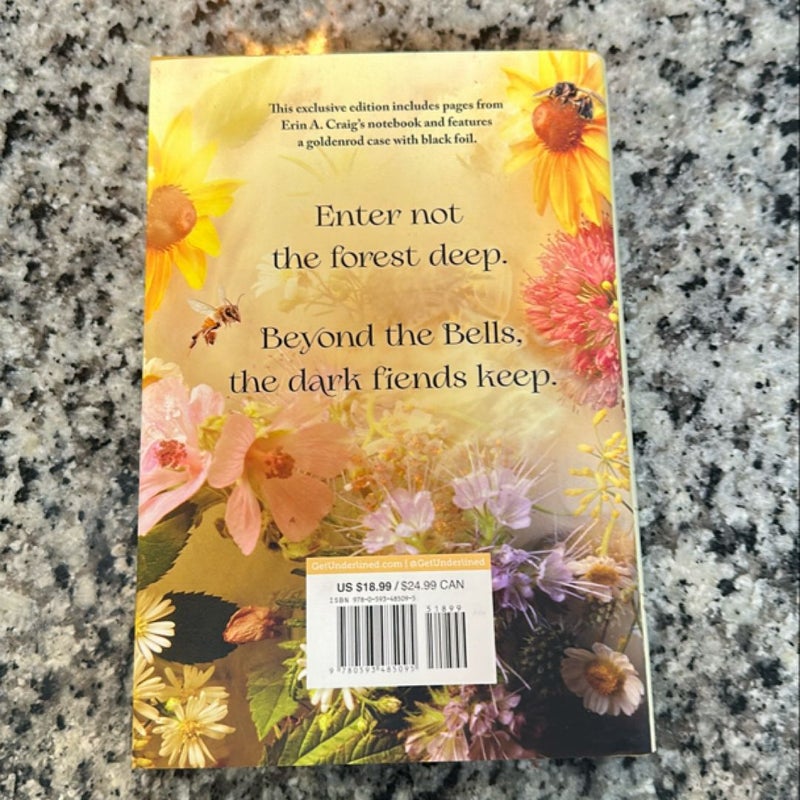 This exclusive edition includes pages from
Erin A. Craig's notebook and features
a goldenrod case with black foil.
Enter not
the forest deep.
Beyond the Bells,
the dark fiends keep.
GetUnderlined.com | @GetUnderlined
US $18.99 / $24.99 CAN
ISBN 978-0-593-48509-5
51899
9 780593 485095